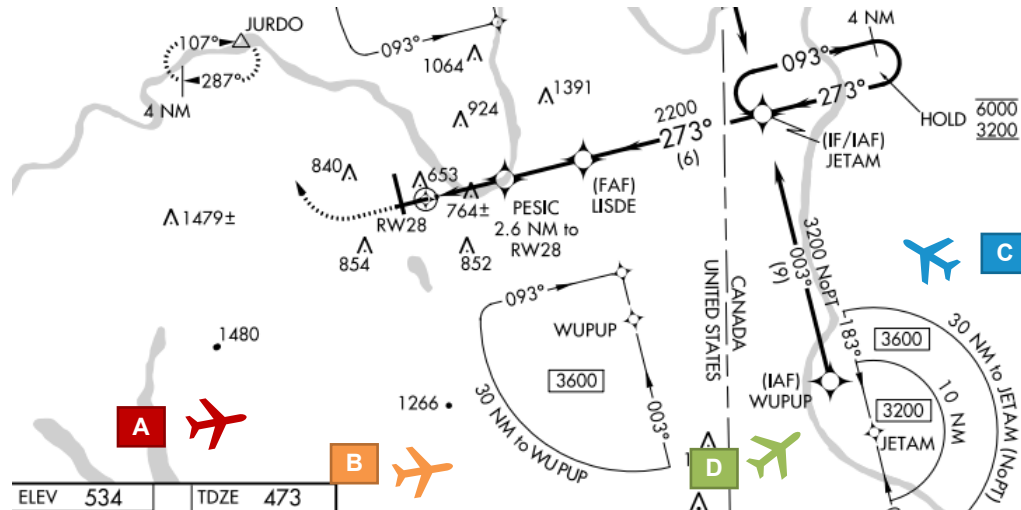 JURDO
107°
287°
4 NM
093°
1064
924
1391
840
653
764±
1479±
RW28
854
852
PESIC
2.6 NM to
RW28
(FAF)
LISDE
2200
273°
(6)
4 NM
093°
273°
HOLD
6000
3200
(IF/IAF)
JETAM
3200 NoPT
003°
(9)
C
CANADA
UNITED STATES
093°
WUPUP
3600
003°
30 NM to WUPUP
1480
1266
(IAF)
WUPUP
183°
3600
3200
10 NM
30 NM to JETAM (NoPT)
JETAM
A
B
D
1
ELEV 534
TDZE 473